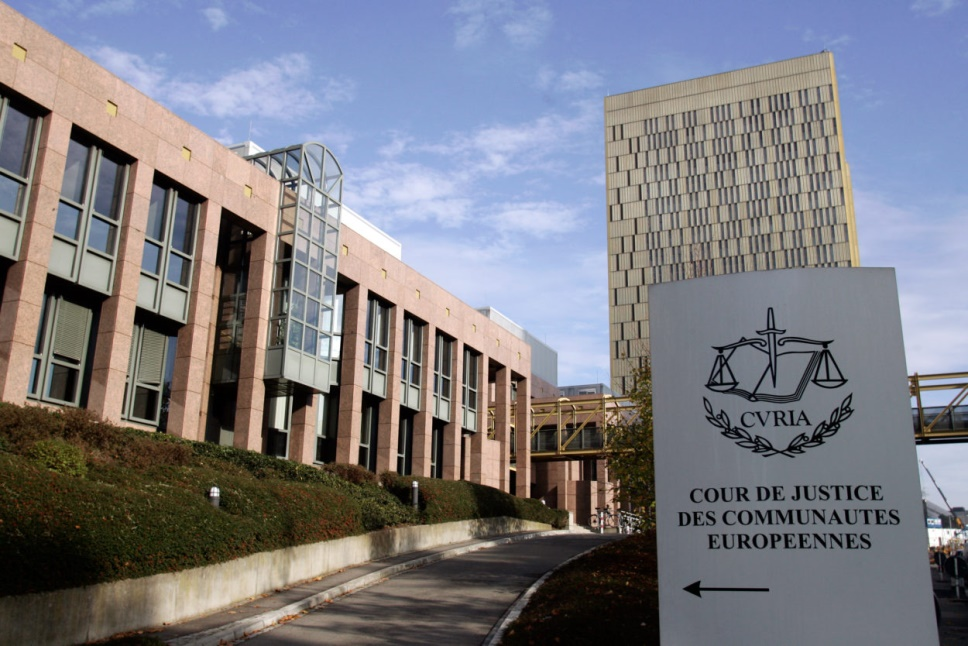 CVRIA
COUR DE JUSTICE
DES COMMUNAUTES
EUROPEENNES